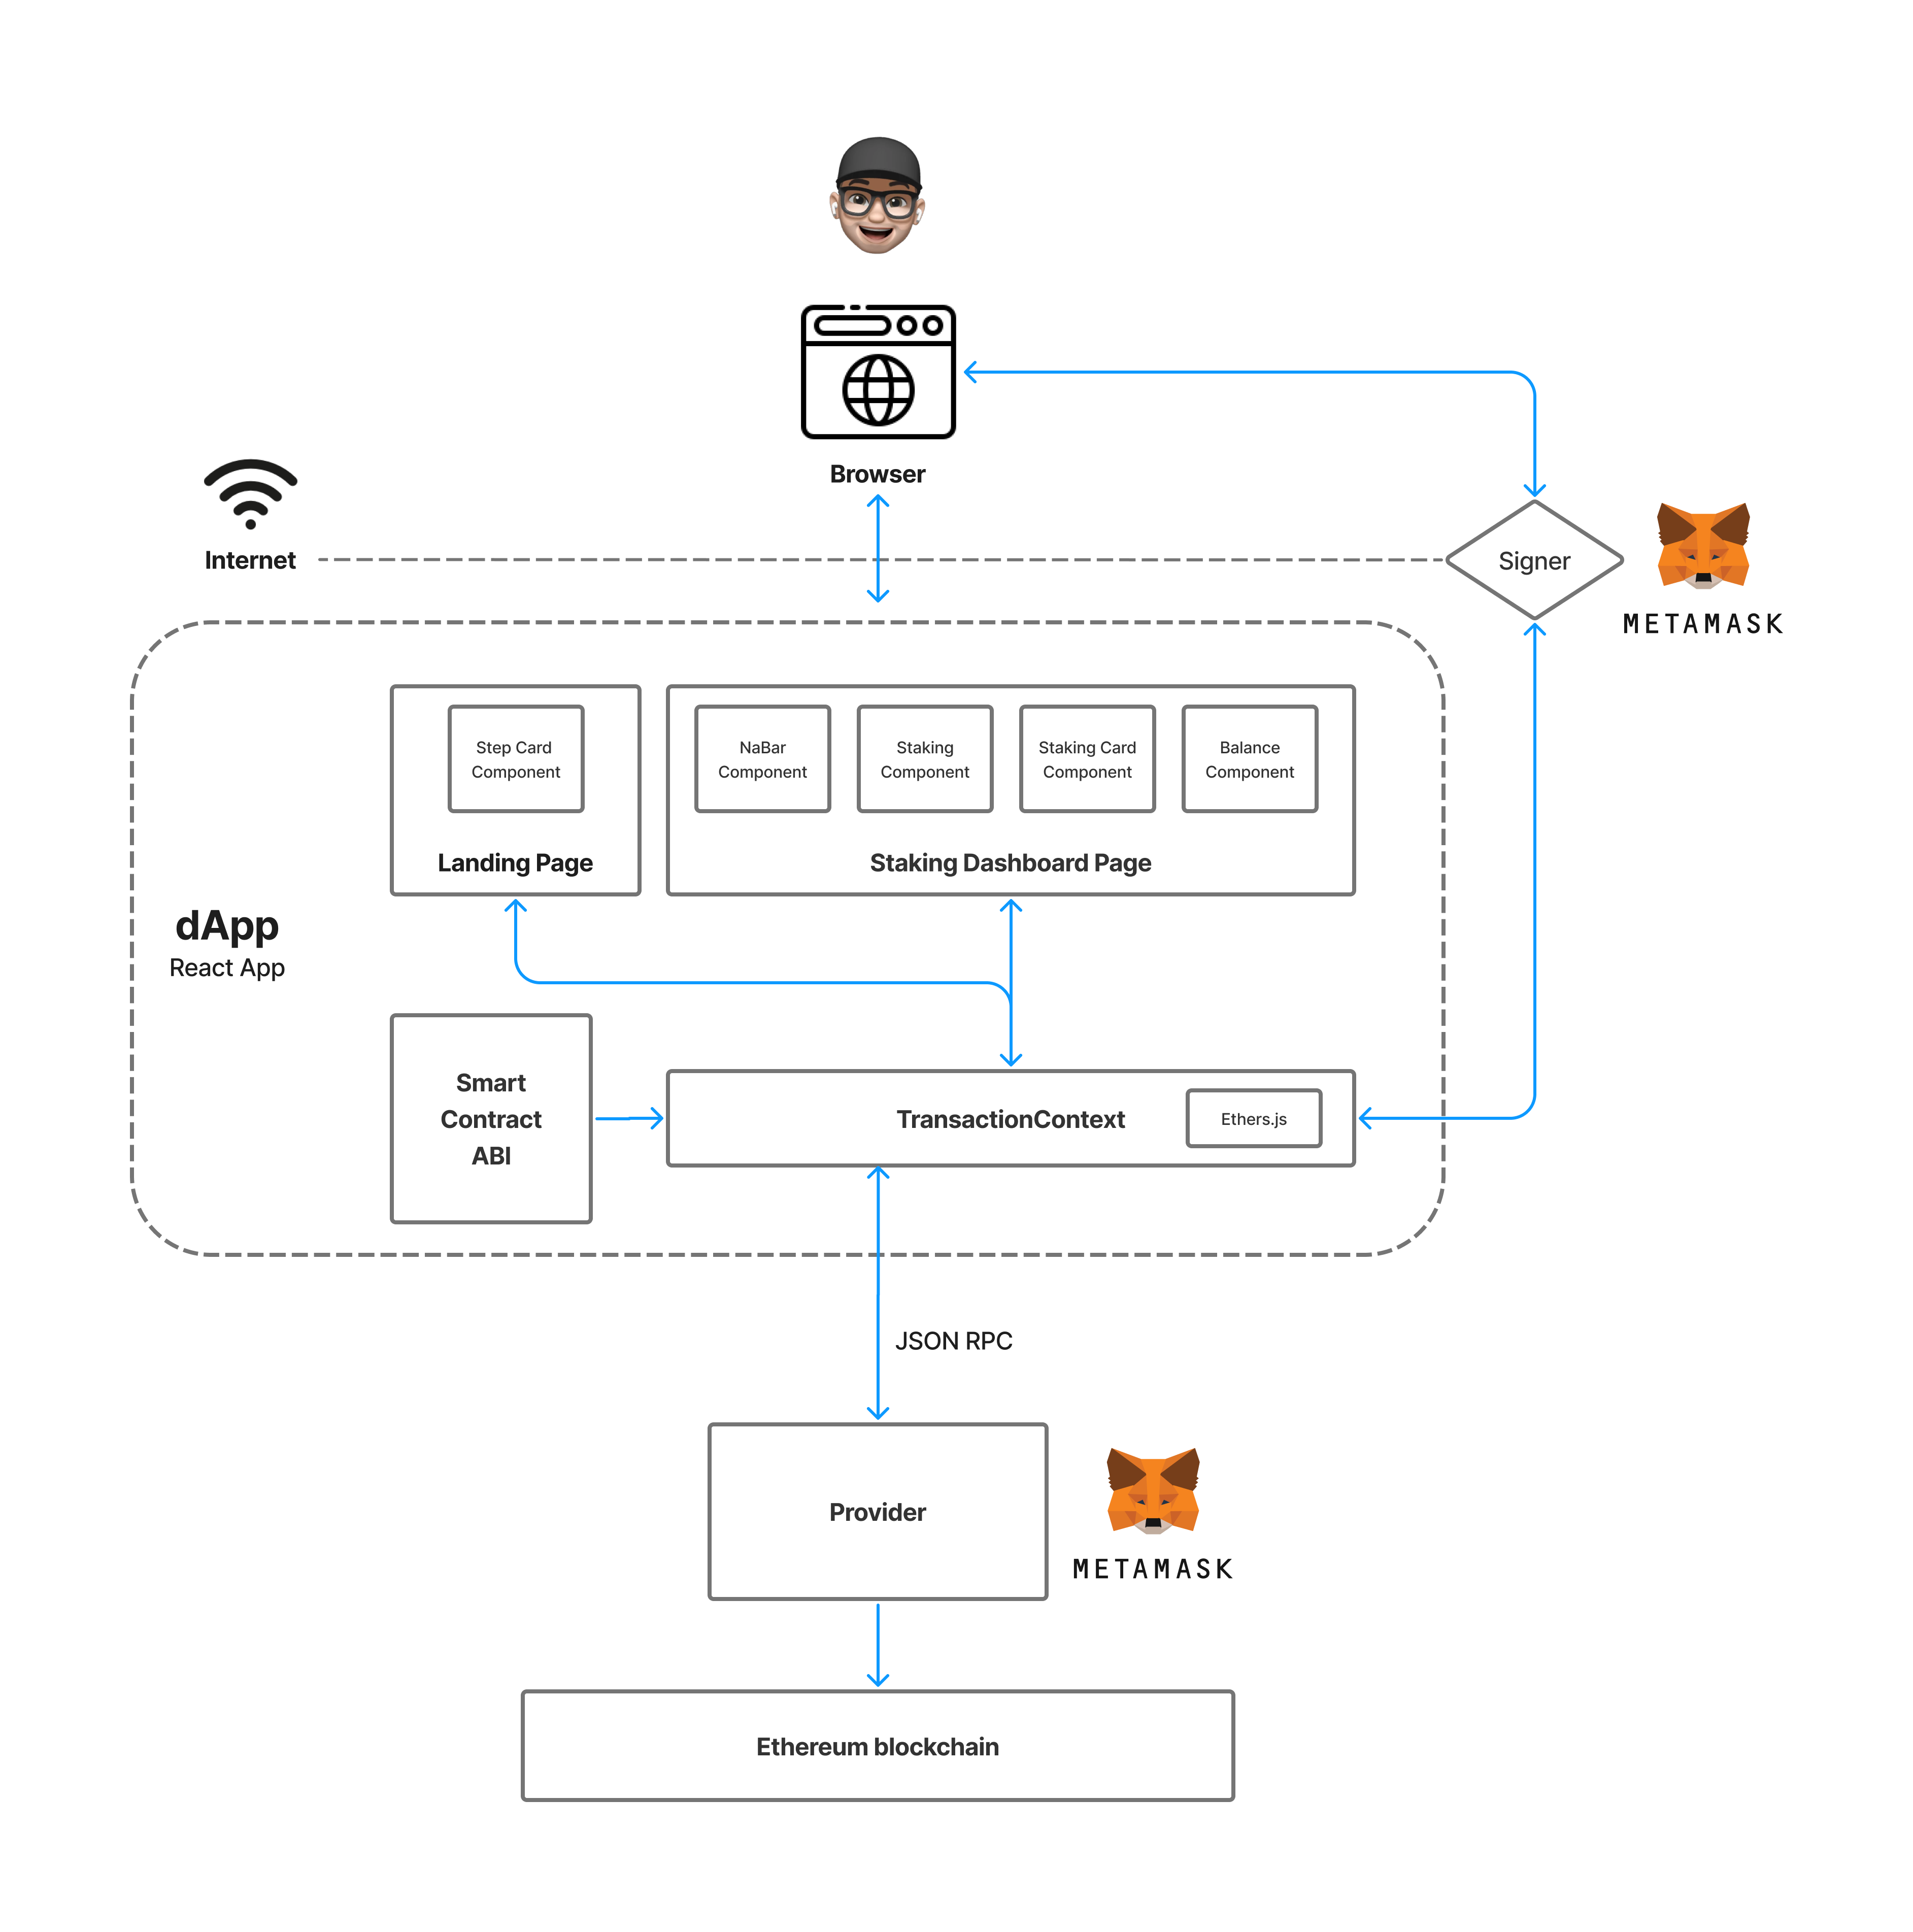 Browser
Internet
Signer
METAMASK
Step Card
Component
NaBar
Component
Staking
Component
Staking Card
Component
Balance
Component
Landing Page
Staking Dashboard Page
dApp
React App
Smart
Contract
ABI
TransactionContext
Ethers.js
JSON RPC
Provider
METAMASK
Ethereum blockchain